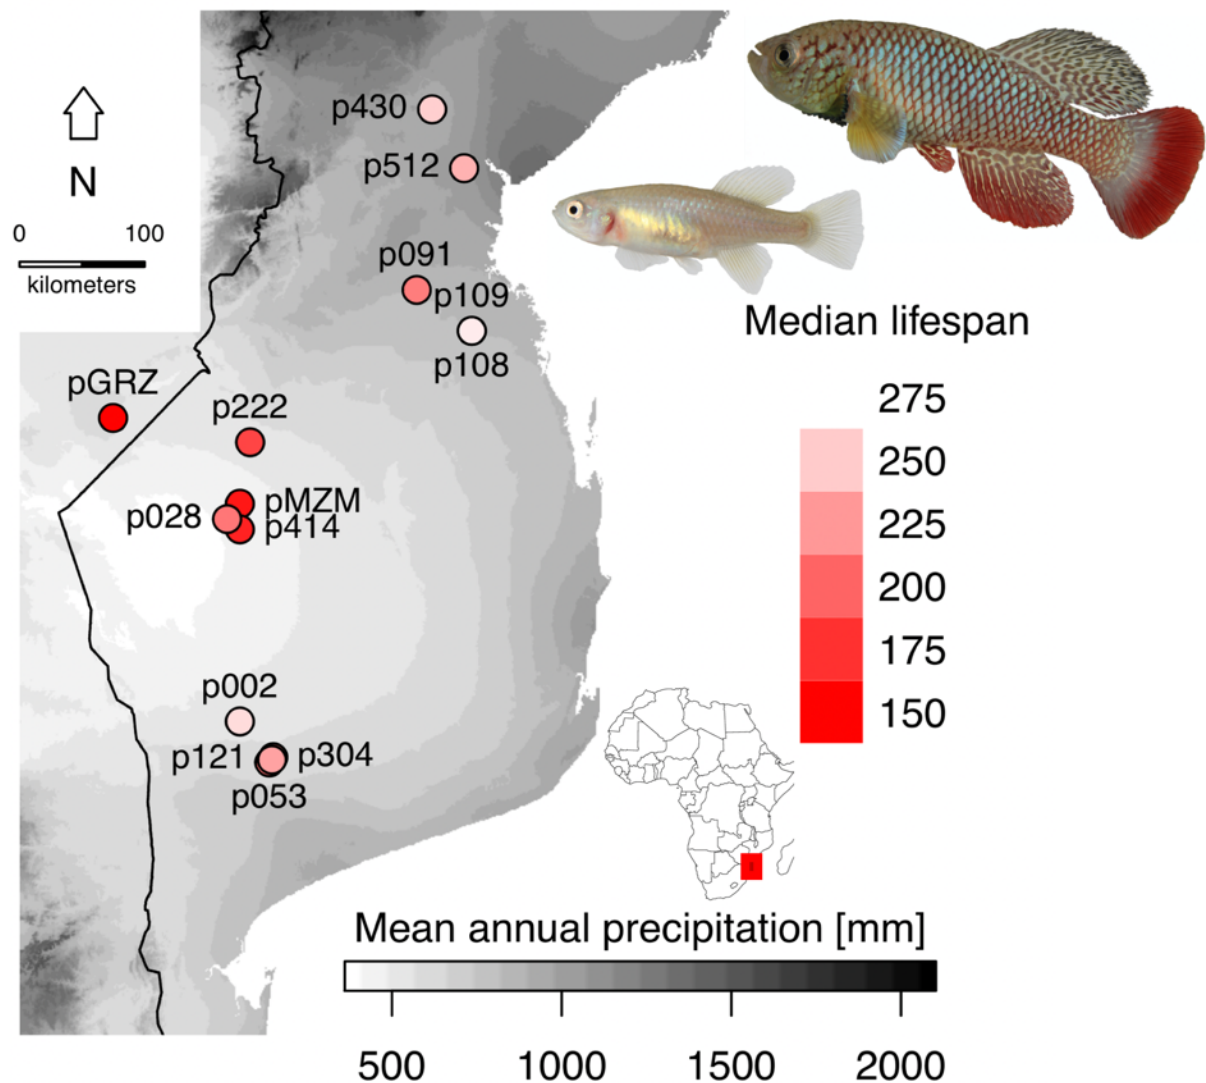 p430
p512
N
0 100
kilometers
p091
p109
p108
Median lifespan
275
250
225
200
175
150
pGRZ
p222
pMZM
p028
p414
p002
p121
p304
p053
Mean annual precipitation [mm]
500 1000 1500 2000